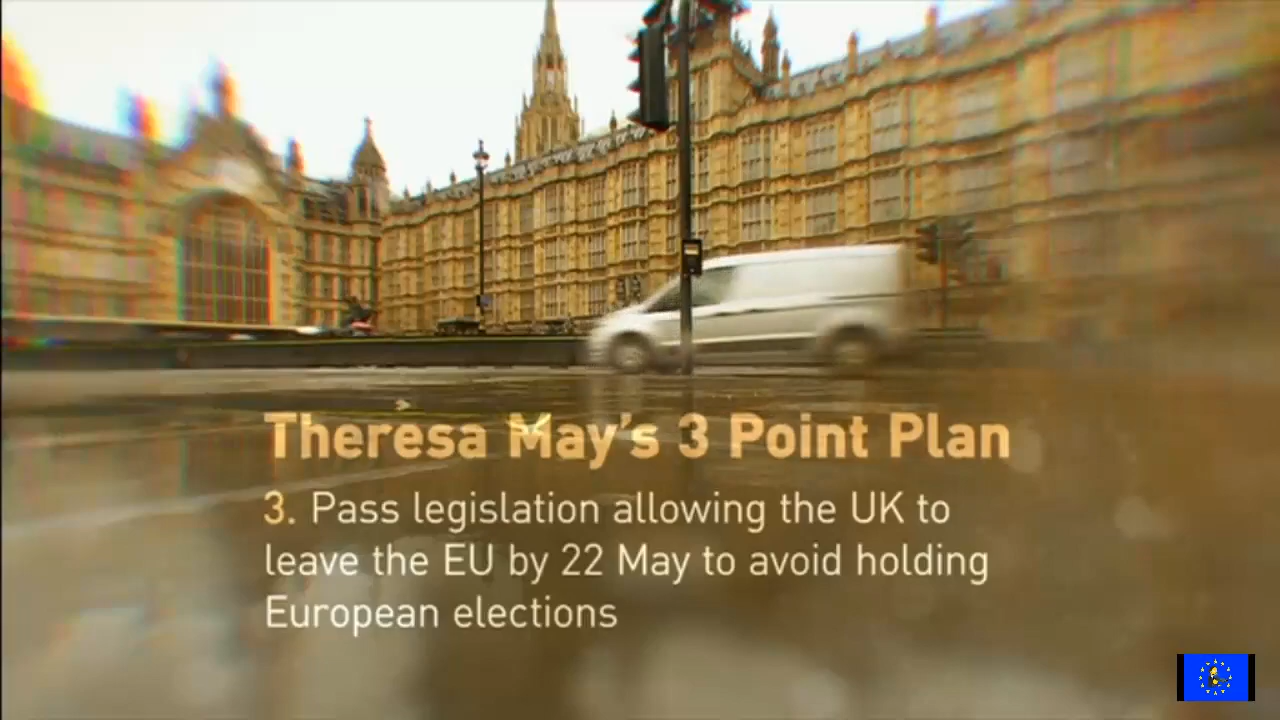 Theresa May's 3 Point Plan
3. Pass legislation allowing the UK to
leave the EU by 22 May to avoid holding
European elections